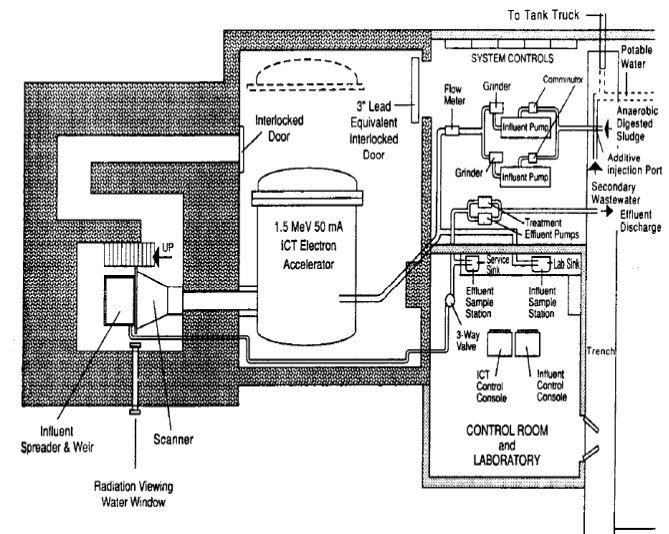 To Tank Truck
SYSTEM CONTROLS
Potable
Water
Flow
Meter
Grinder
Comminutor
Influent Pump
Anaerobic
Digested
Sludge
3" Lead
Equivalent
Interlocked
Door
Interlocked
Door
Grinder
Influent Pump
Additive
injection Port
Secondary
Wastewater
Effluent
Discharge
Treatment
Effluent Pumps
1.5 MeV 50 mA
ICT Electron
Accelerator
UP
Service
Sink
Lab Sink
Effluent
Sample
Station
Influent
Sample
Station
3-Way
Valve
Trench
ICT
Control
Console
Influent
Control
Console
Influent
Spreader & Weir
Scanner
CONTROL ROOM
and
LABORATORY
Radiation Viewing
Water Window